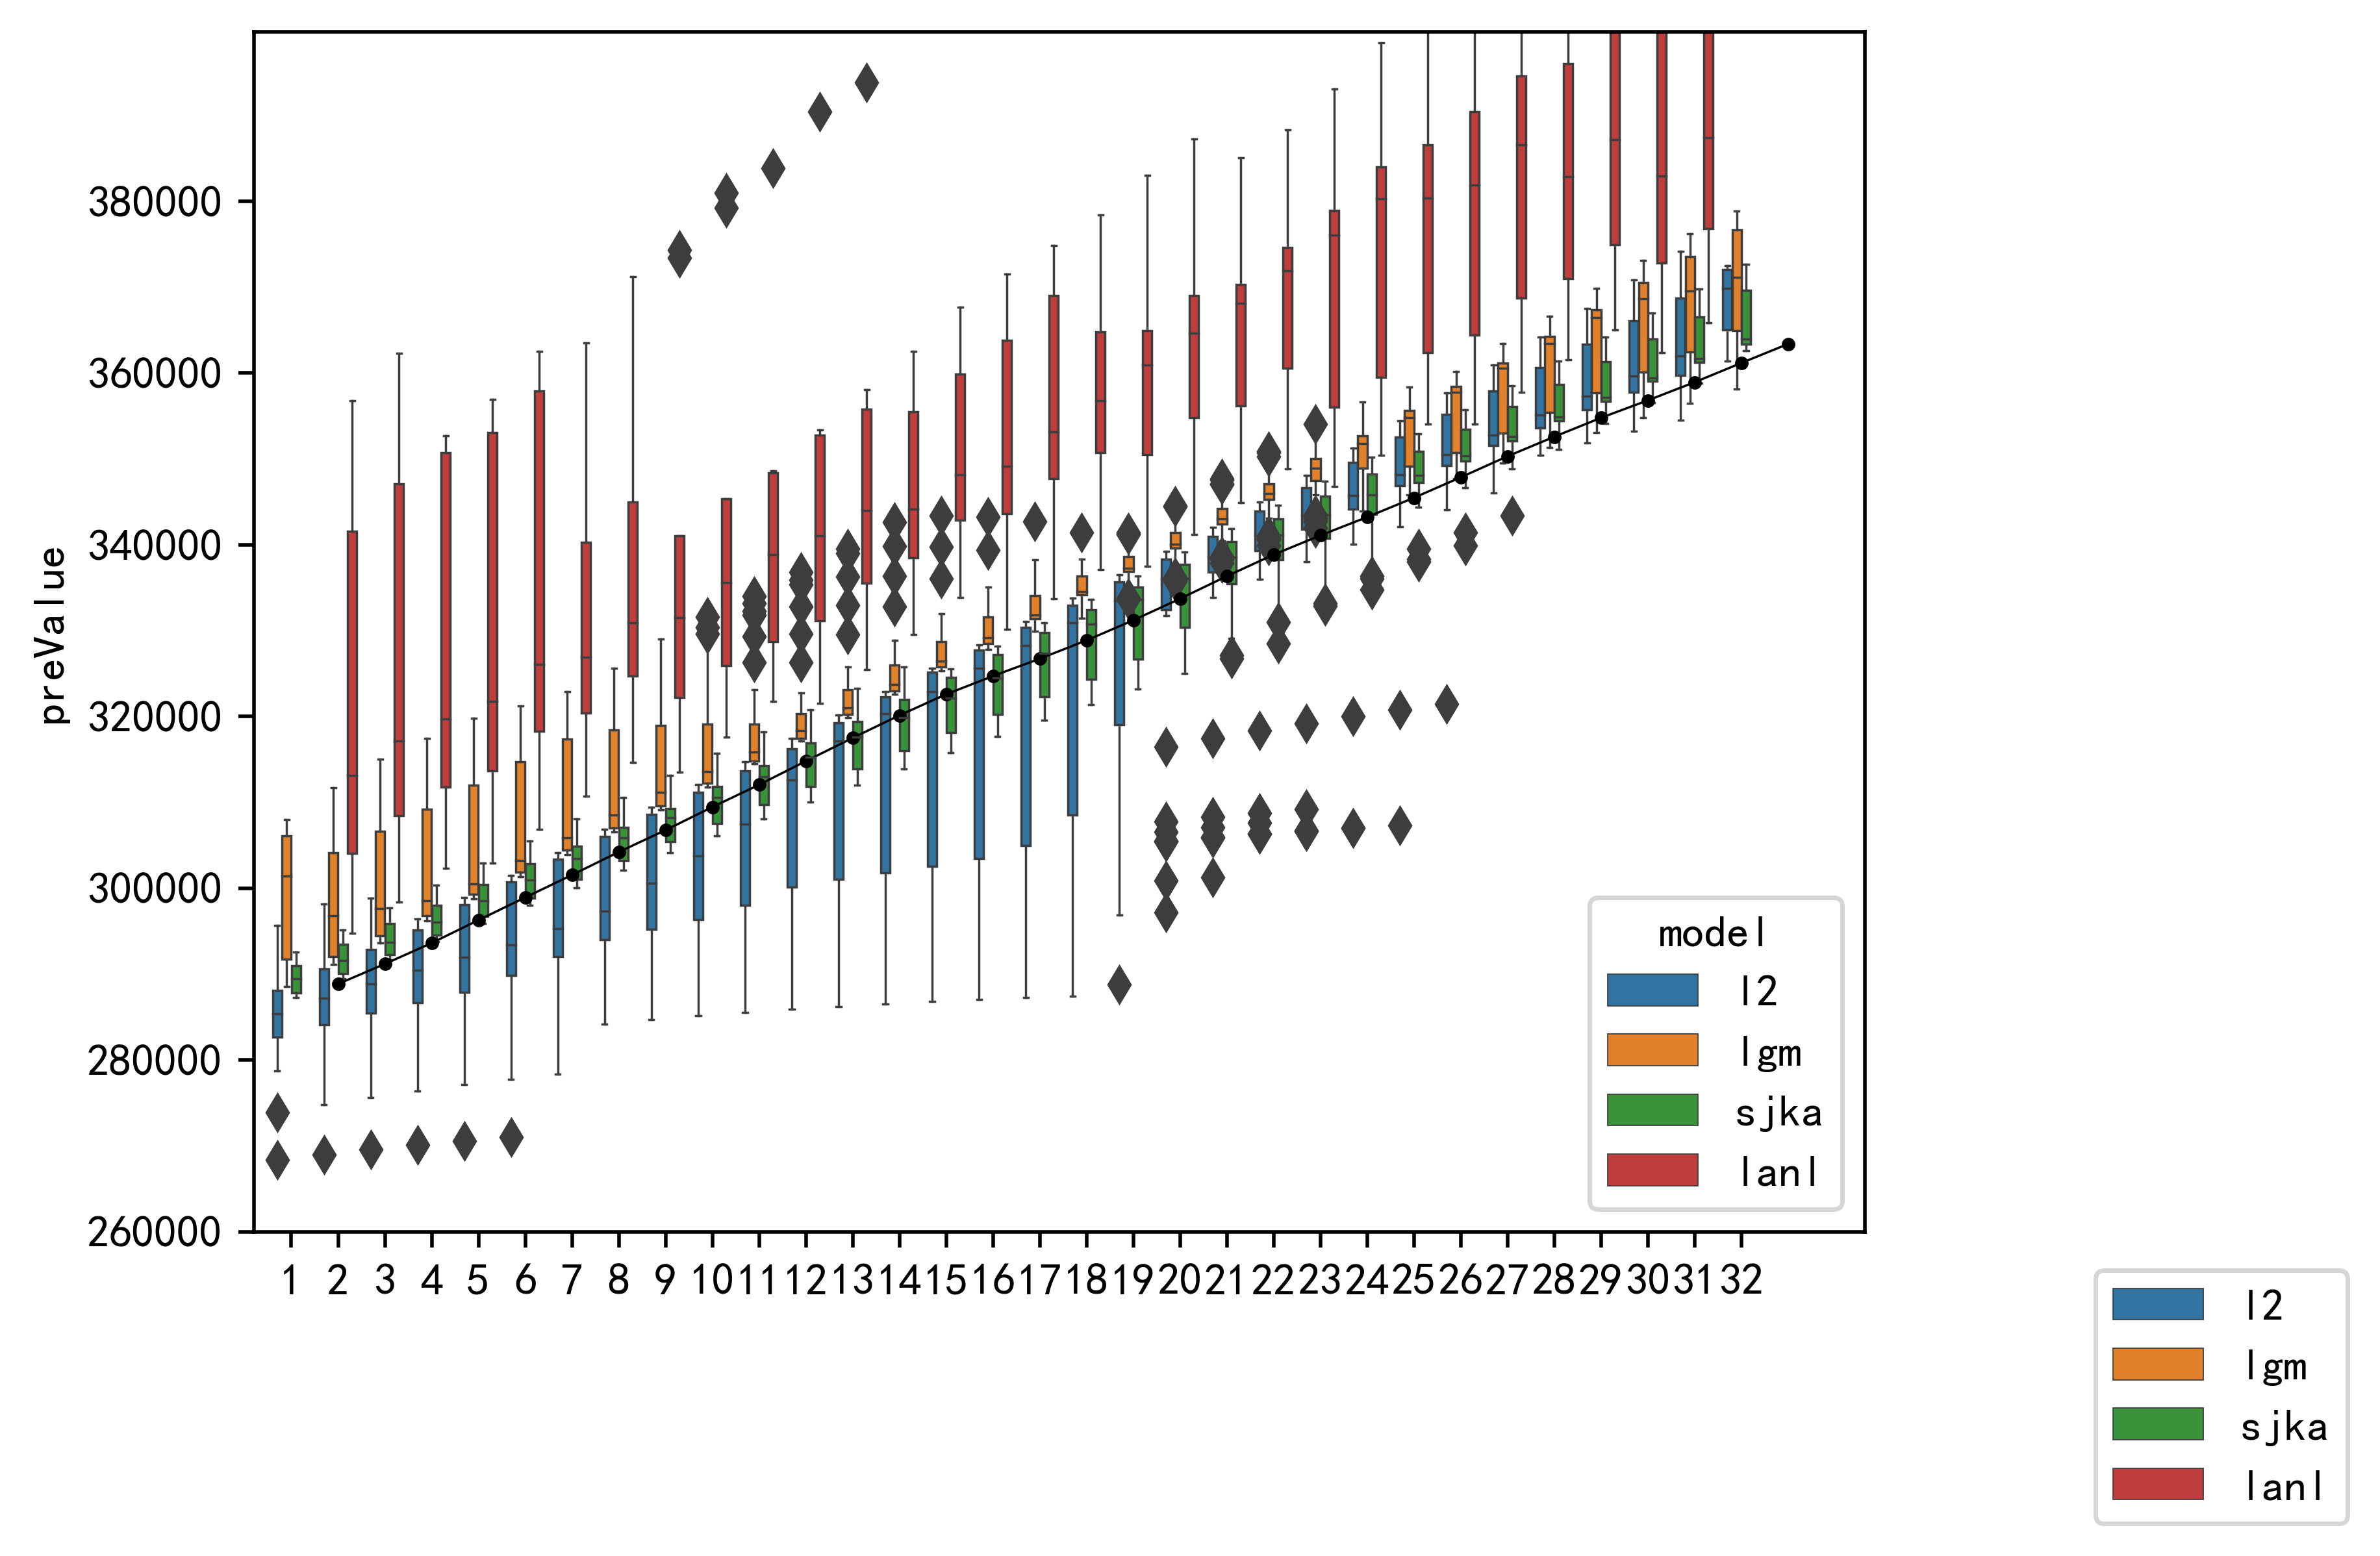 preValue
380000
360000
340000
320000
300000
280000
260000
1 2 3 4 5 6 7 8 9 10 11 12 13 14 15 16 17 18 19 20 21 22 23 24 25 26 27 28 29 30 31 32
model
l2
lgm
sjka
lanl
l2
lgm
sjka
lanl